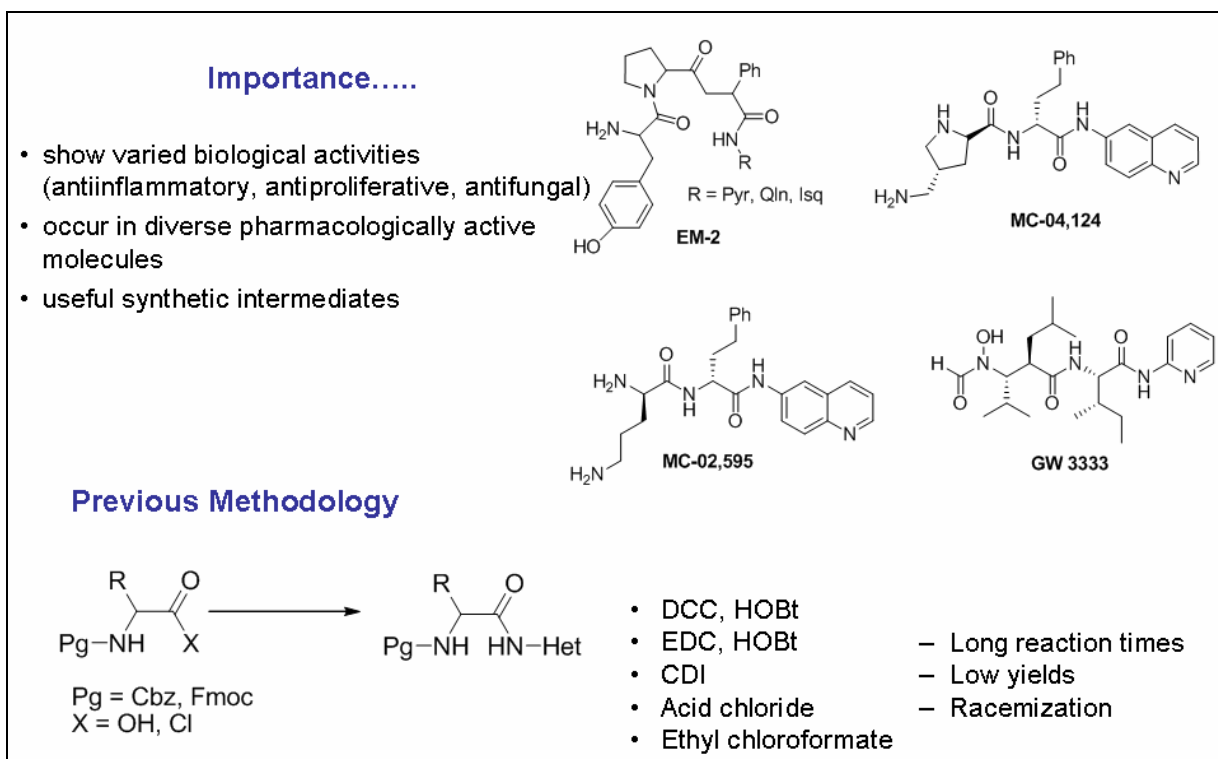 Importance.....
• show varied biological activities
(antiinflammatory, antiproliferative, antifungal)
• occur in diverse pharmacologically active
molecules
• useful synthetic intermediates
O
Ph
N
O
O
H2N
HN
R
HO
R = Pyr, Qln, Isq
EM-2
Ph
HN
O
N
H
H
N
O
N
H2N
MC-04,124
Ph
O
H2N
N
H
H
N
O
N
H2N
MC-02,595
OH
H
N
O
H
N
O
O
N
H
N
GW 3333
Previous Methodology
R
O
Pg-NH
X
R
O
Pg-NH
HN-Het
Pg = Cbz, Fmoc
X = OH, Cl
• DCC, HOBt
• EDC, HOBt
• CDI
• Acid chloride
• Ethyl chloroformate
– Long reaction times
– Low yields
– Racemization